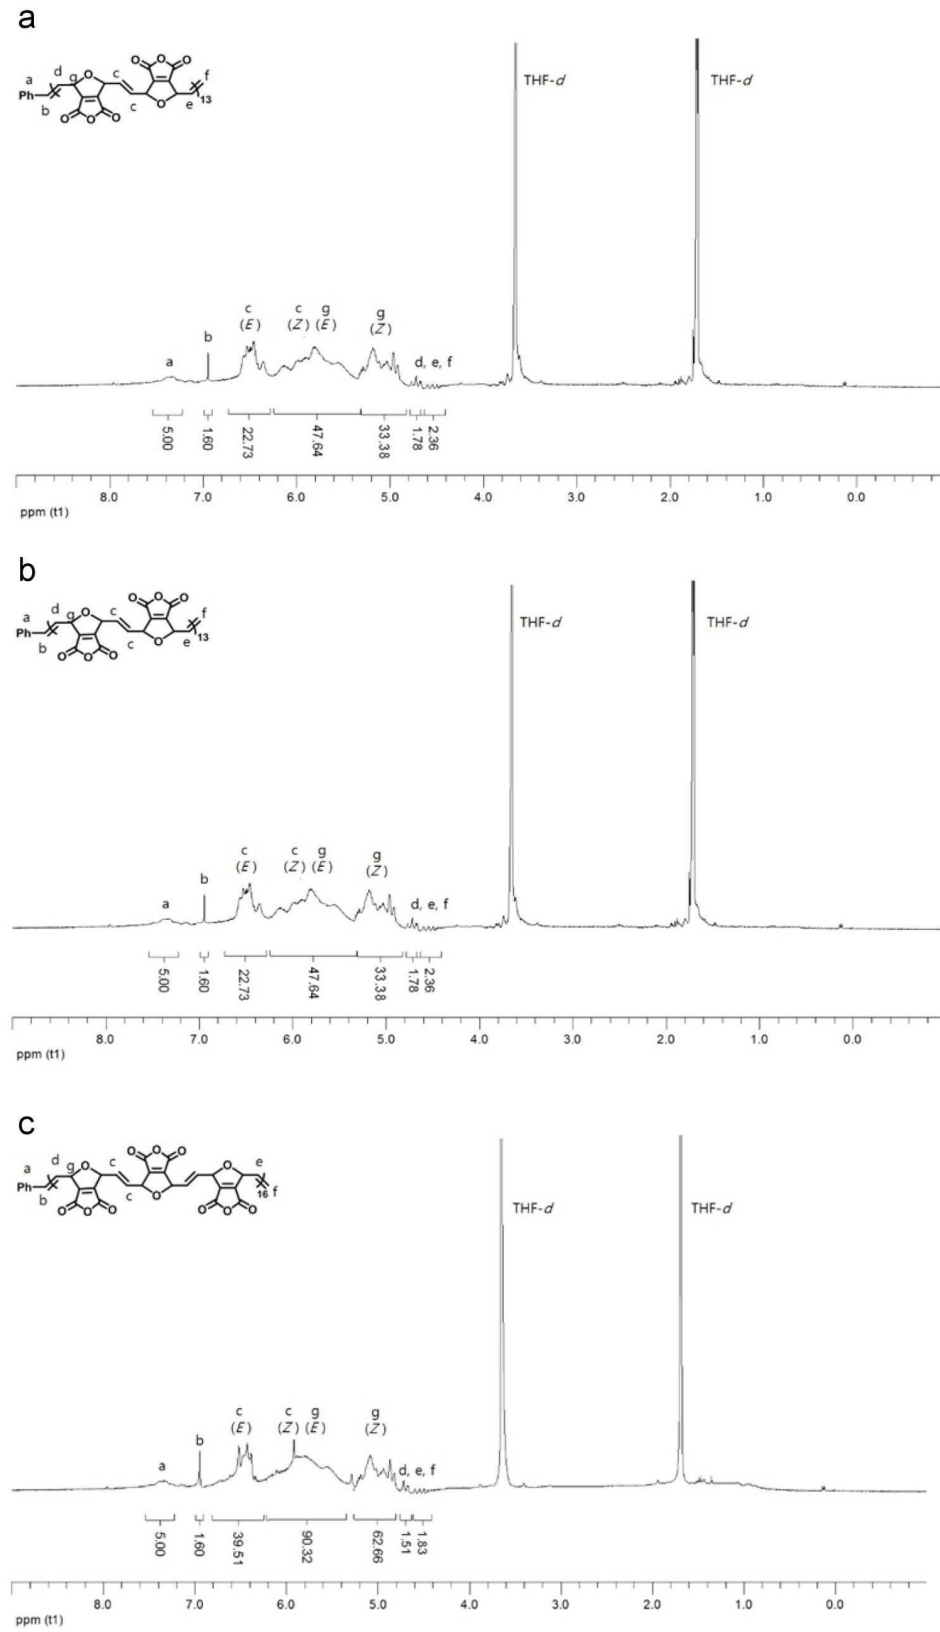 a
O O O
a d g O c f
Ph 13
b c O e
O O O
THF-d
THF-d
c c g g
(E) (Z) (E) (Z)
b
a d, e, f
5.00 1.60 22.73 47.64 33.38 1.78 2.36
8.0 7.0 6.0 5.0 4.0 3.0 2.0 1.0 0.0
ppm (t1)
b
O O O
a d g O c f
Ph 13
b c O e
O O O
THF-d
THF-d
c c g g
(E) (Z) (E) (Z)
b
a d, e, f
5.00 1.60 22.73 47.64 33.38 1.78 2.36
8.0 7.0 6.0 5.0 4.0 3.0 2.0 1.0 0.0
ppm (t1)
c
O O O
a d g O c O e
Ph 16 f
b c O
O O O O O O
THF-d
THF-d
c c g g
(E) (Z) (E) (Z)
b
a d, e, f
5.00 1.60 39.51 90.32 62.66 1.51 1.83
8.0 7.0 6.0 5.0 4.0 3.0 2.0 1.0 0.0
ppm (t1)